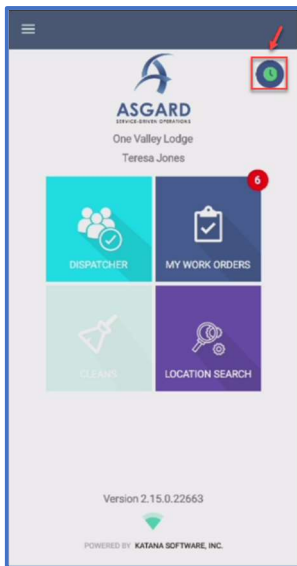 ASGARD
SERVICE-DRIVEN OPERATIONS
One Valley Lodge
Teresa Jones
6
DISPATCHER
MY WORK ORDERS
CLEANS
LOCATION SEARCH
Version 2.15.0.22663
POWERED BY KATANA SOFTWARE, INC.